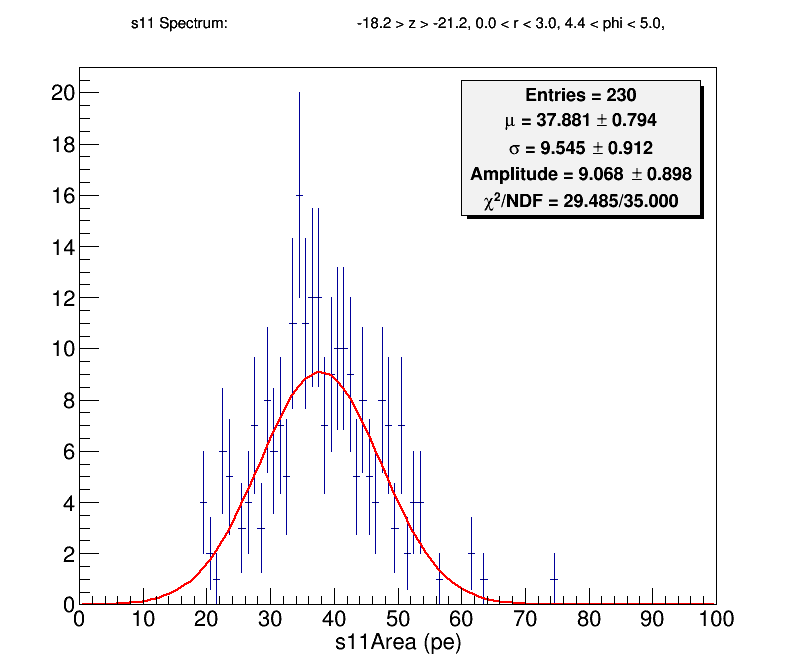 s11 Spectrum: -18.2 > z > -21.2, 0.0 < r < 3.0, 4.4 < phi < 5.0,
Entries = 230
μ = 37.881 ± 0.794
σ = 9.545 ± 0.912
Amplitude = 9.068 ± 0.898
χ²/NDF = 29.485/35.000
20
18
16
14
12
10
8
6
4
2
0
0 10 20 30 40 50 60 70 80 90 100
s11Area (pe)